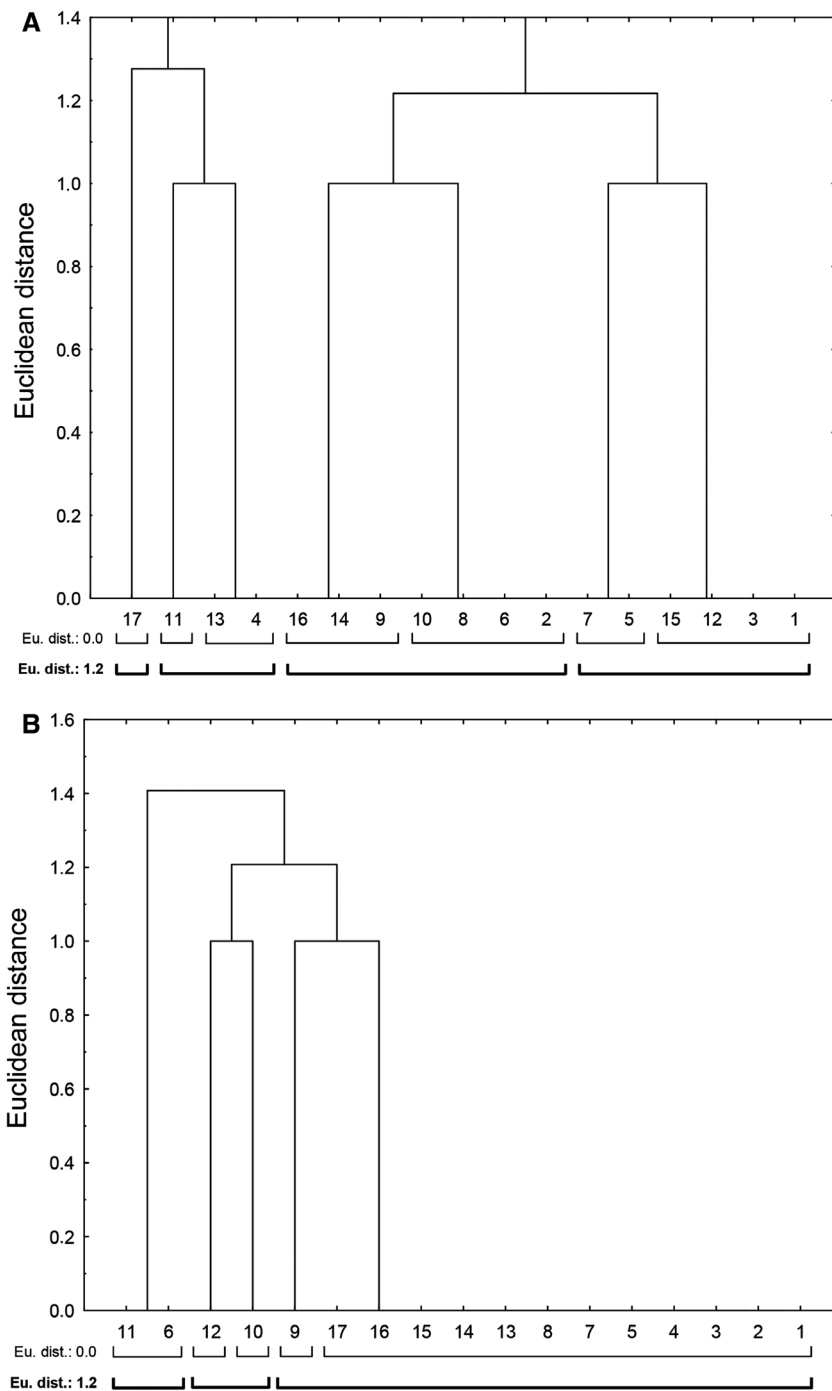 A
1.4
1.2
1.0
0.8
0.6
0.4
0.2
0.0
Euclidean distance
17 11 13 4 16 14 9 10 8 6 2 7 5 15 12 3 1
Eu. dist.: 0.0
Eu. dist.: 1.2
B
1.6
1.4
1.2
1.0
0.8
0.6
0.4
0.2
0.0
Euclidean distance
11 6 12 10 9 17 16 15 14 13 8 7 5 4 3 2 1
Eu. dist.: 0.0
Eu. dist.: 1.2